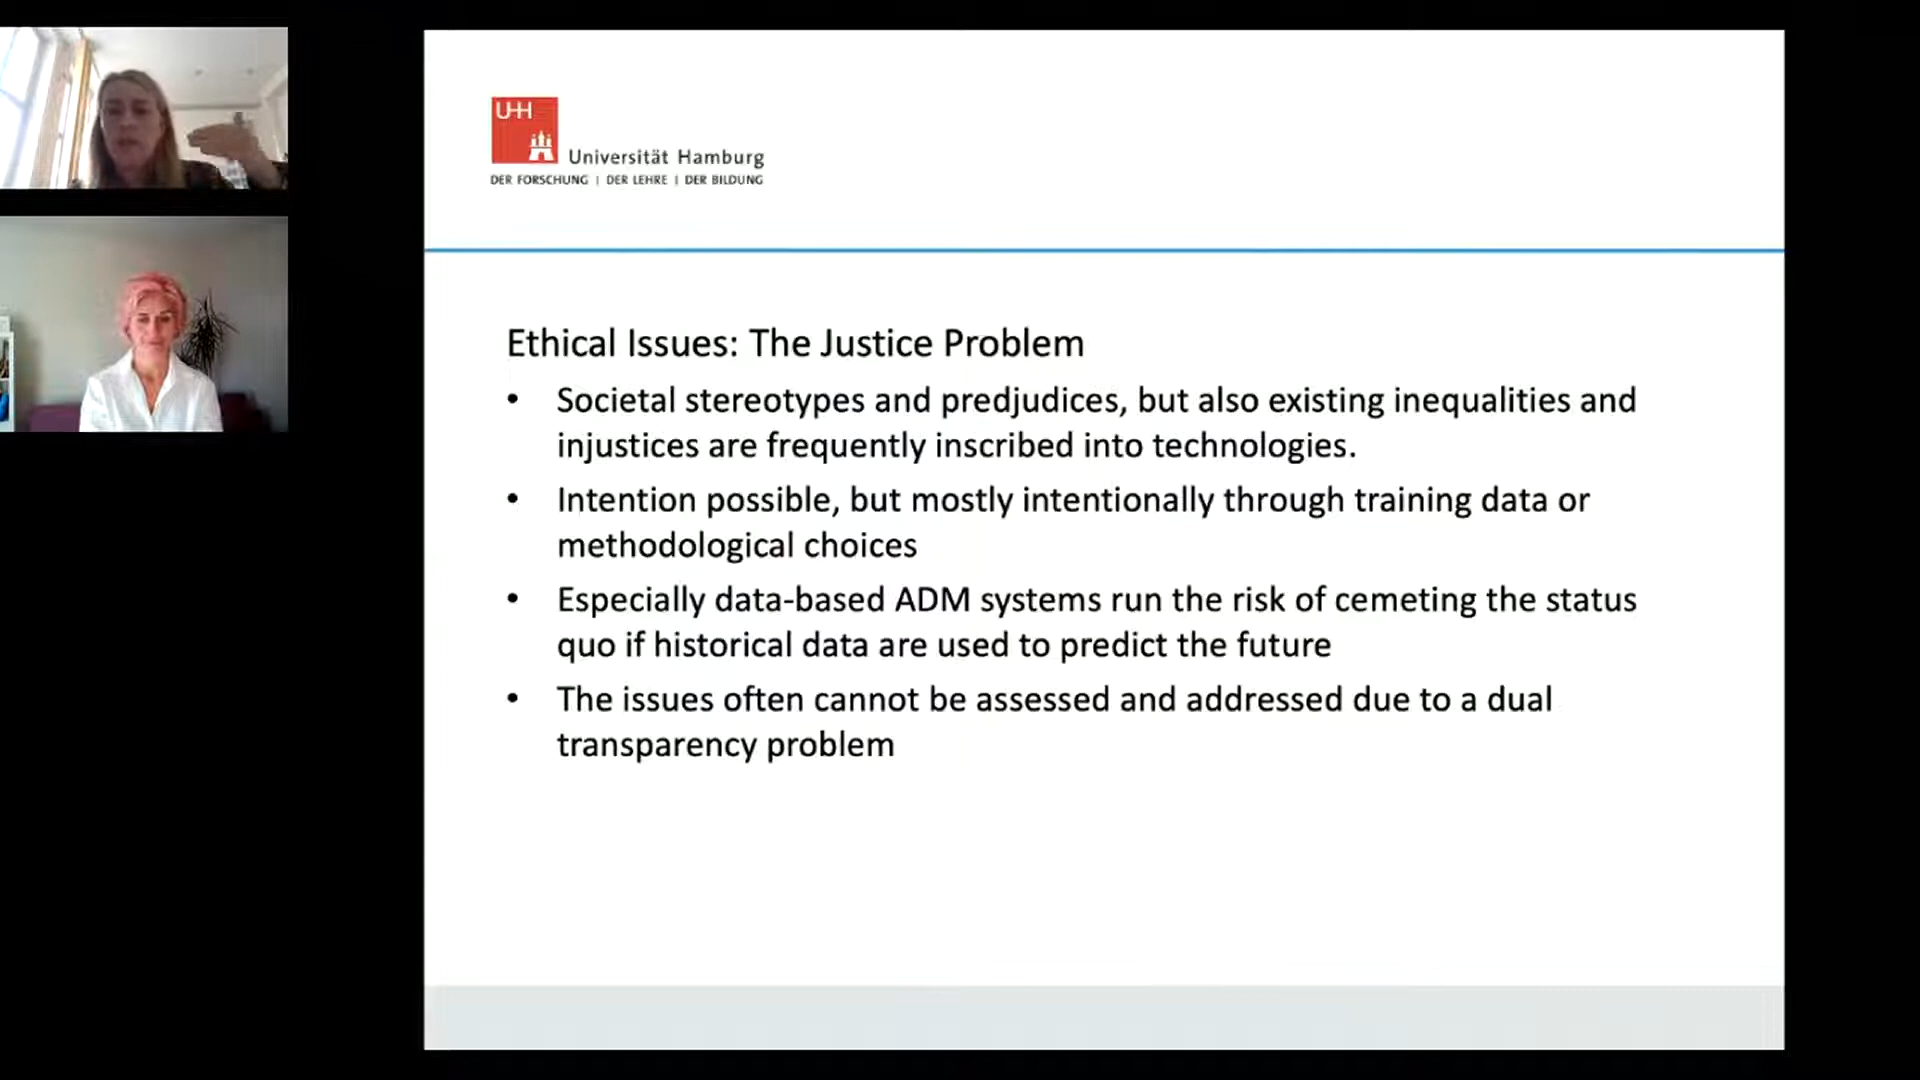 UHH
Universität Hamburg
DER FORSCHUNG | DER LEHRE | DER BILDUNG
Ethical Issues: The Justice Problem
• Societal stereotypes and predjudices, but also existing inequalities and
injustices are frequently inscribed into technologies.
• Intention possible, but mostly intentionally through training data or
methodological choices
• Especially data-based ADM systems run the risk of cemeting the status
quo if historical data are used to predict the future
• The issues often cannot be assessed and addressed due to a dual
transparency problem